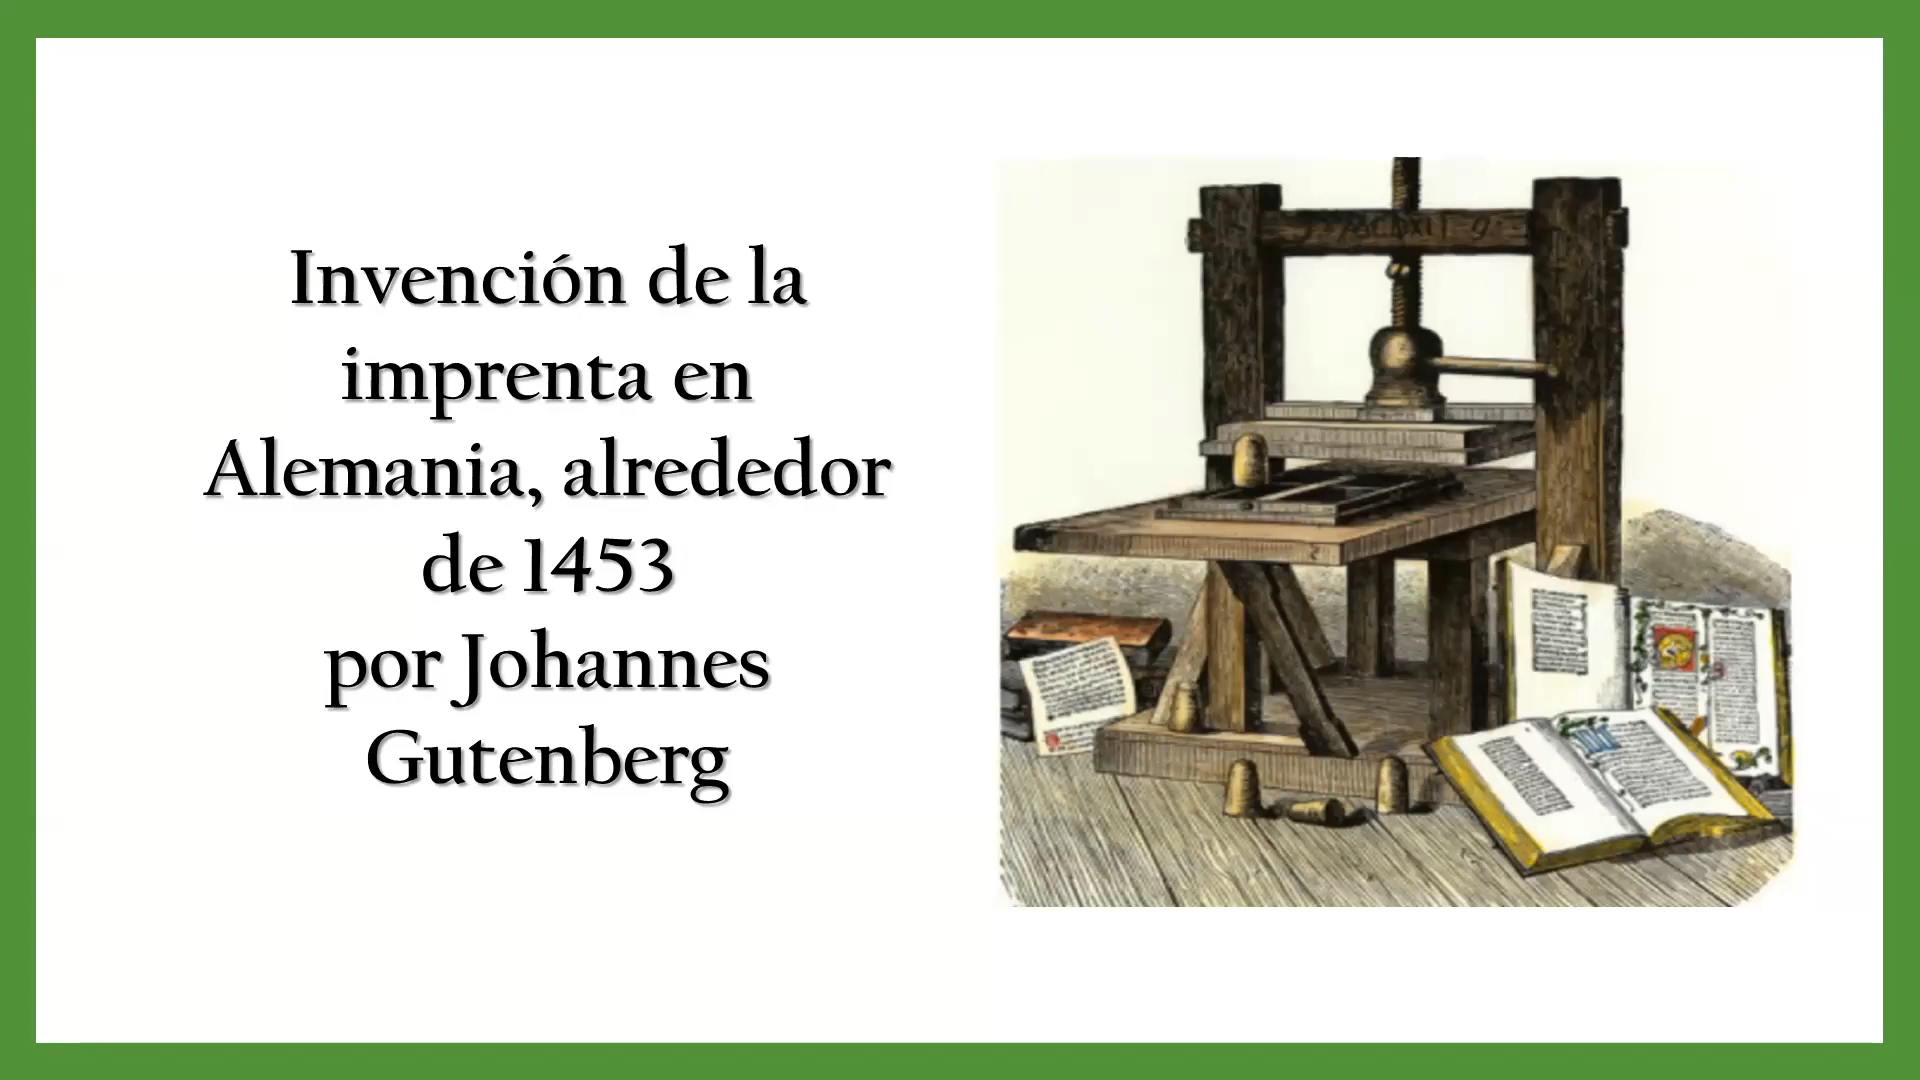 Invención de la
imprenta en
Alemania, alrededor
de 1453
por Johannes
Gutenberg